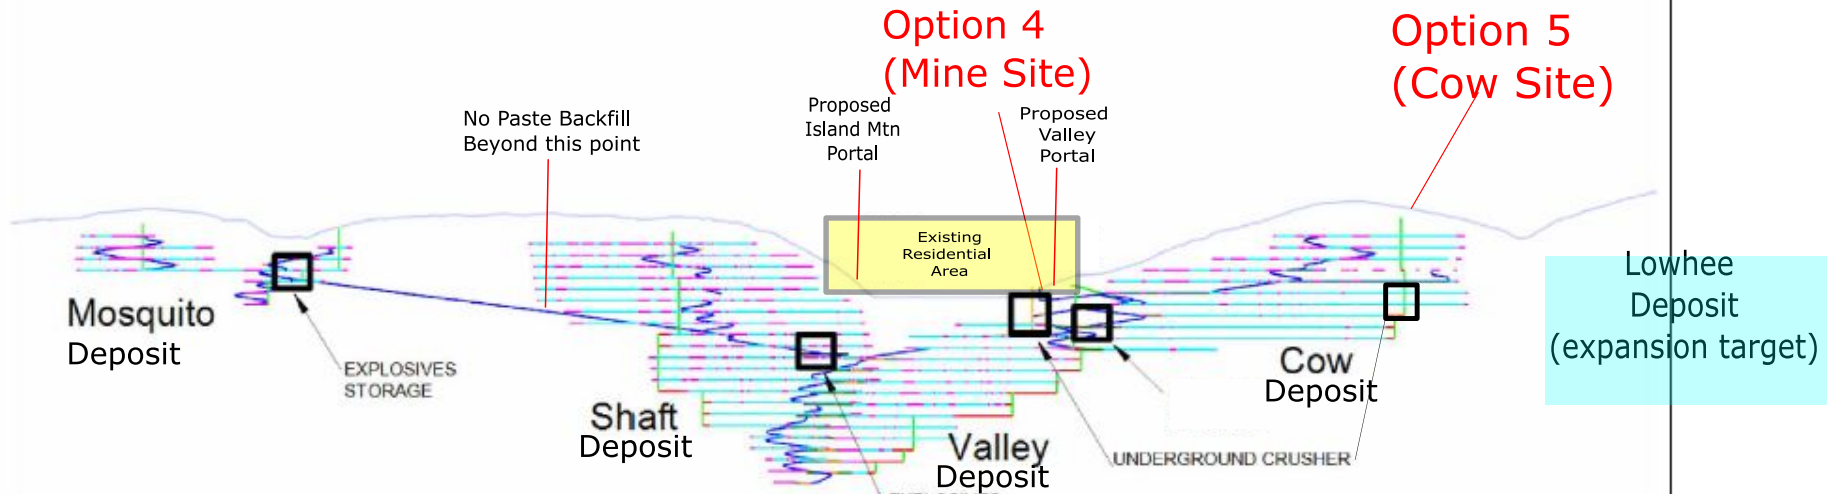 Option 4
(Mine Site)
Option 5
(Cow Site)
No Paste Backfill
Beyond this point
Proposed
Island Mtn
Portal
Proposed
Valley
Portal
Existing
Residential
Area
Lowhee
Deposit
(expansion target)
Mosquito
Deposit
EXPLOSIVES
STORAGE
Shaft
Deposit
Valley
Deposit
Cow
Deposit
UNDERGROUND CRUSHER